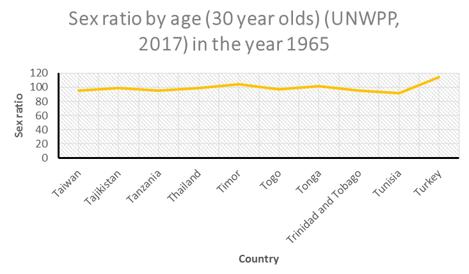 Sex ratio by age (30 year olds) (UNWPP,
2017) in the year 1965
120
100
80
60
40
20
0
Sex ratio
Taiwan
Tajikistan
Tanzania
Thailand
Timor
Togo
Tonga
Trinidad and Tobago
Tunisia
Turkey
Country